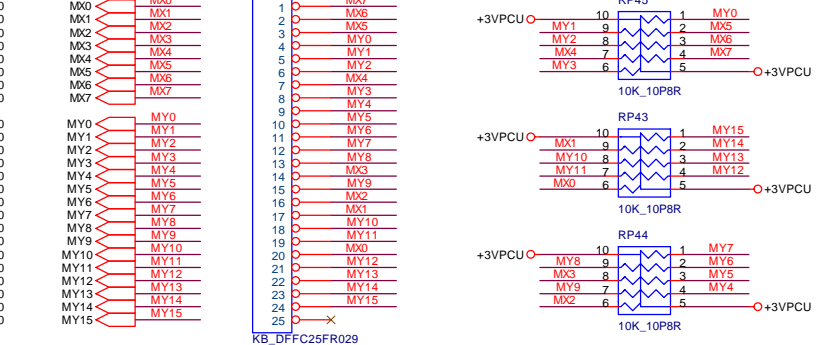 MX0 MX0
MX1 MX1
MX2 MX2
MX3 MX3
MX4 MX4
MX5 MX5
MX6 MX6
MX7 MX7
MY0 MY0
MY1 MY1
MY2 MY2
MY3 MY3
MY4 MY4
MY5 MY5
MY6 MY6
MY7 MY7
MY8 MY8
MY9 MY9
MY10 MY10
MY11 MY11
MY12 MY12
MY13 MY13
MY14 MY14
MY15 MY15
1 MX7
2 MX6
3 MX5
4 MY0
5 MY1
6 MY2
7 MX4
8 MY3
9 MY4
10 MY5
11 MY6
12 MY7
13 MY8
14 MX3
15 MY9
16 MX2
17 MX1
18 MY10
19 MY11
20 MX0
21 MY12
22 MY13
23 MY14
24 MY15
25
KB_DFFC25FR029
RP45
+3VPCU 10 1 MY0
MY1 9 2 MX5
MY2 8 3 MX6
MX4 7 4 MX7
MY3 6 5 +3VPCU
10K_10P8R
RP43
+3VPCU 10 1 MY15
MX1 9 2 MY14
MY10 8 3 MY13
MY11 7 4 MY12
MX0 6 5 +3VPCU
10K_10P8R
RP44
+3VPCU 10 1 MY7
MY8 9 2 MY6
MX3 8 3 MY5
MY9 7 4 MY4
MX2 6 5 +3VPCU
10K_10P8R